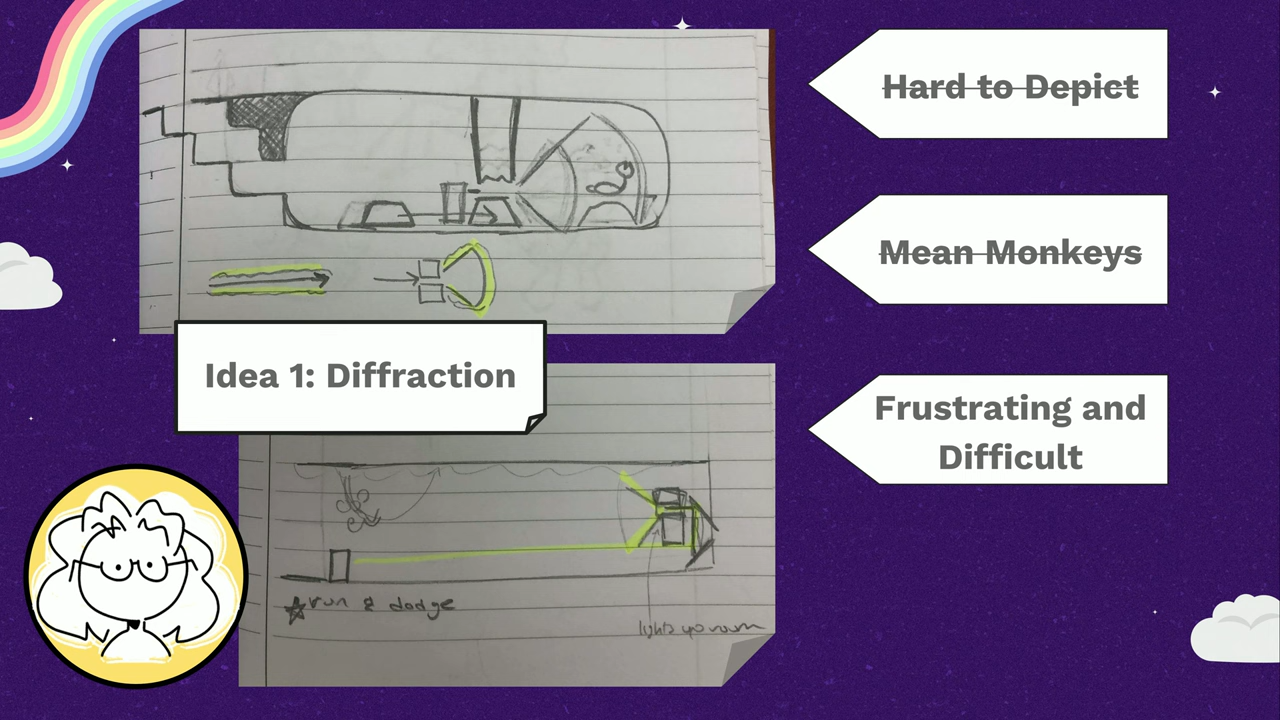 Hard to Depict
Mean Monkeys
Idea 1: Diffraction
Frustrating and
Difficult
run & dodge
lights up room